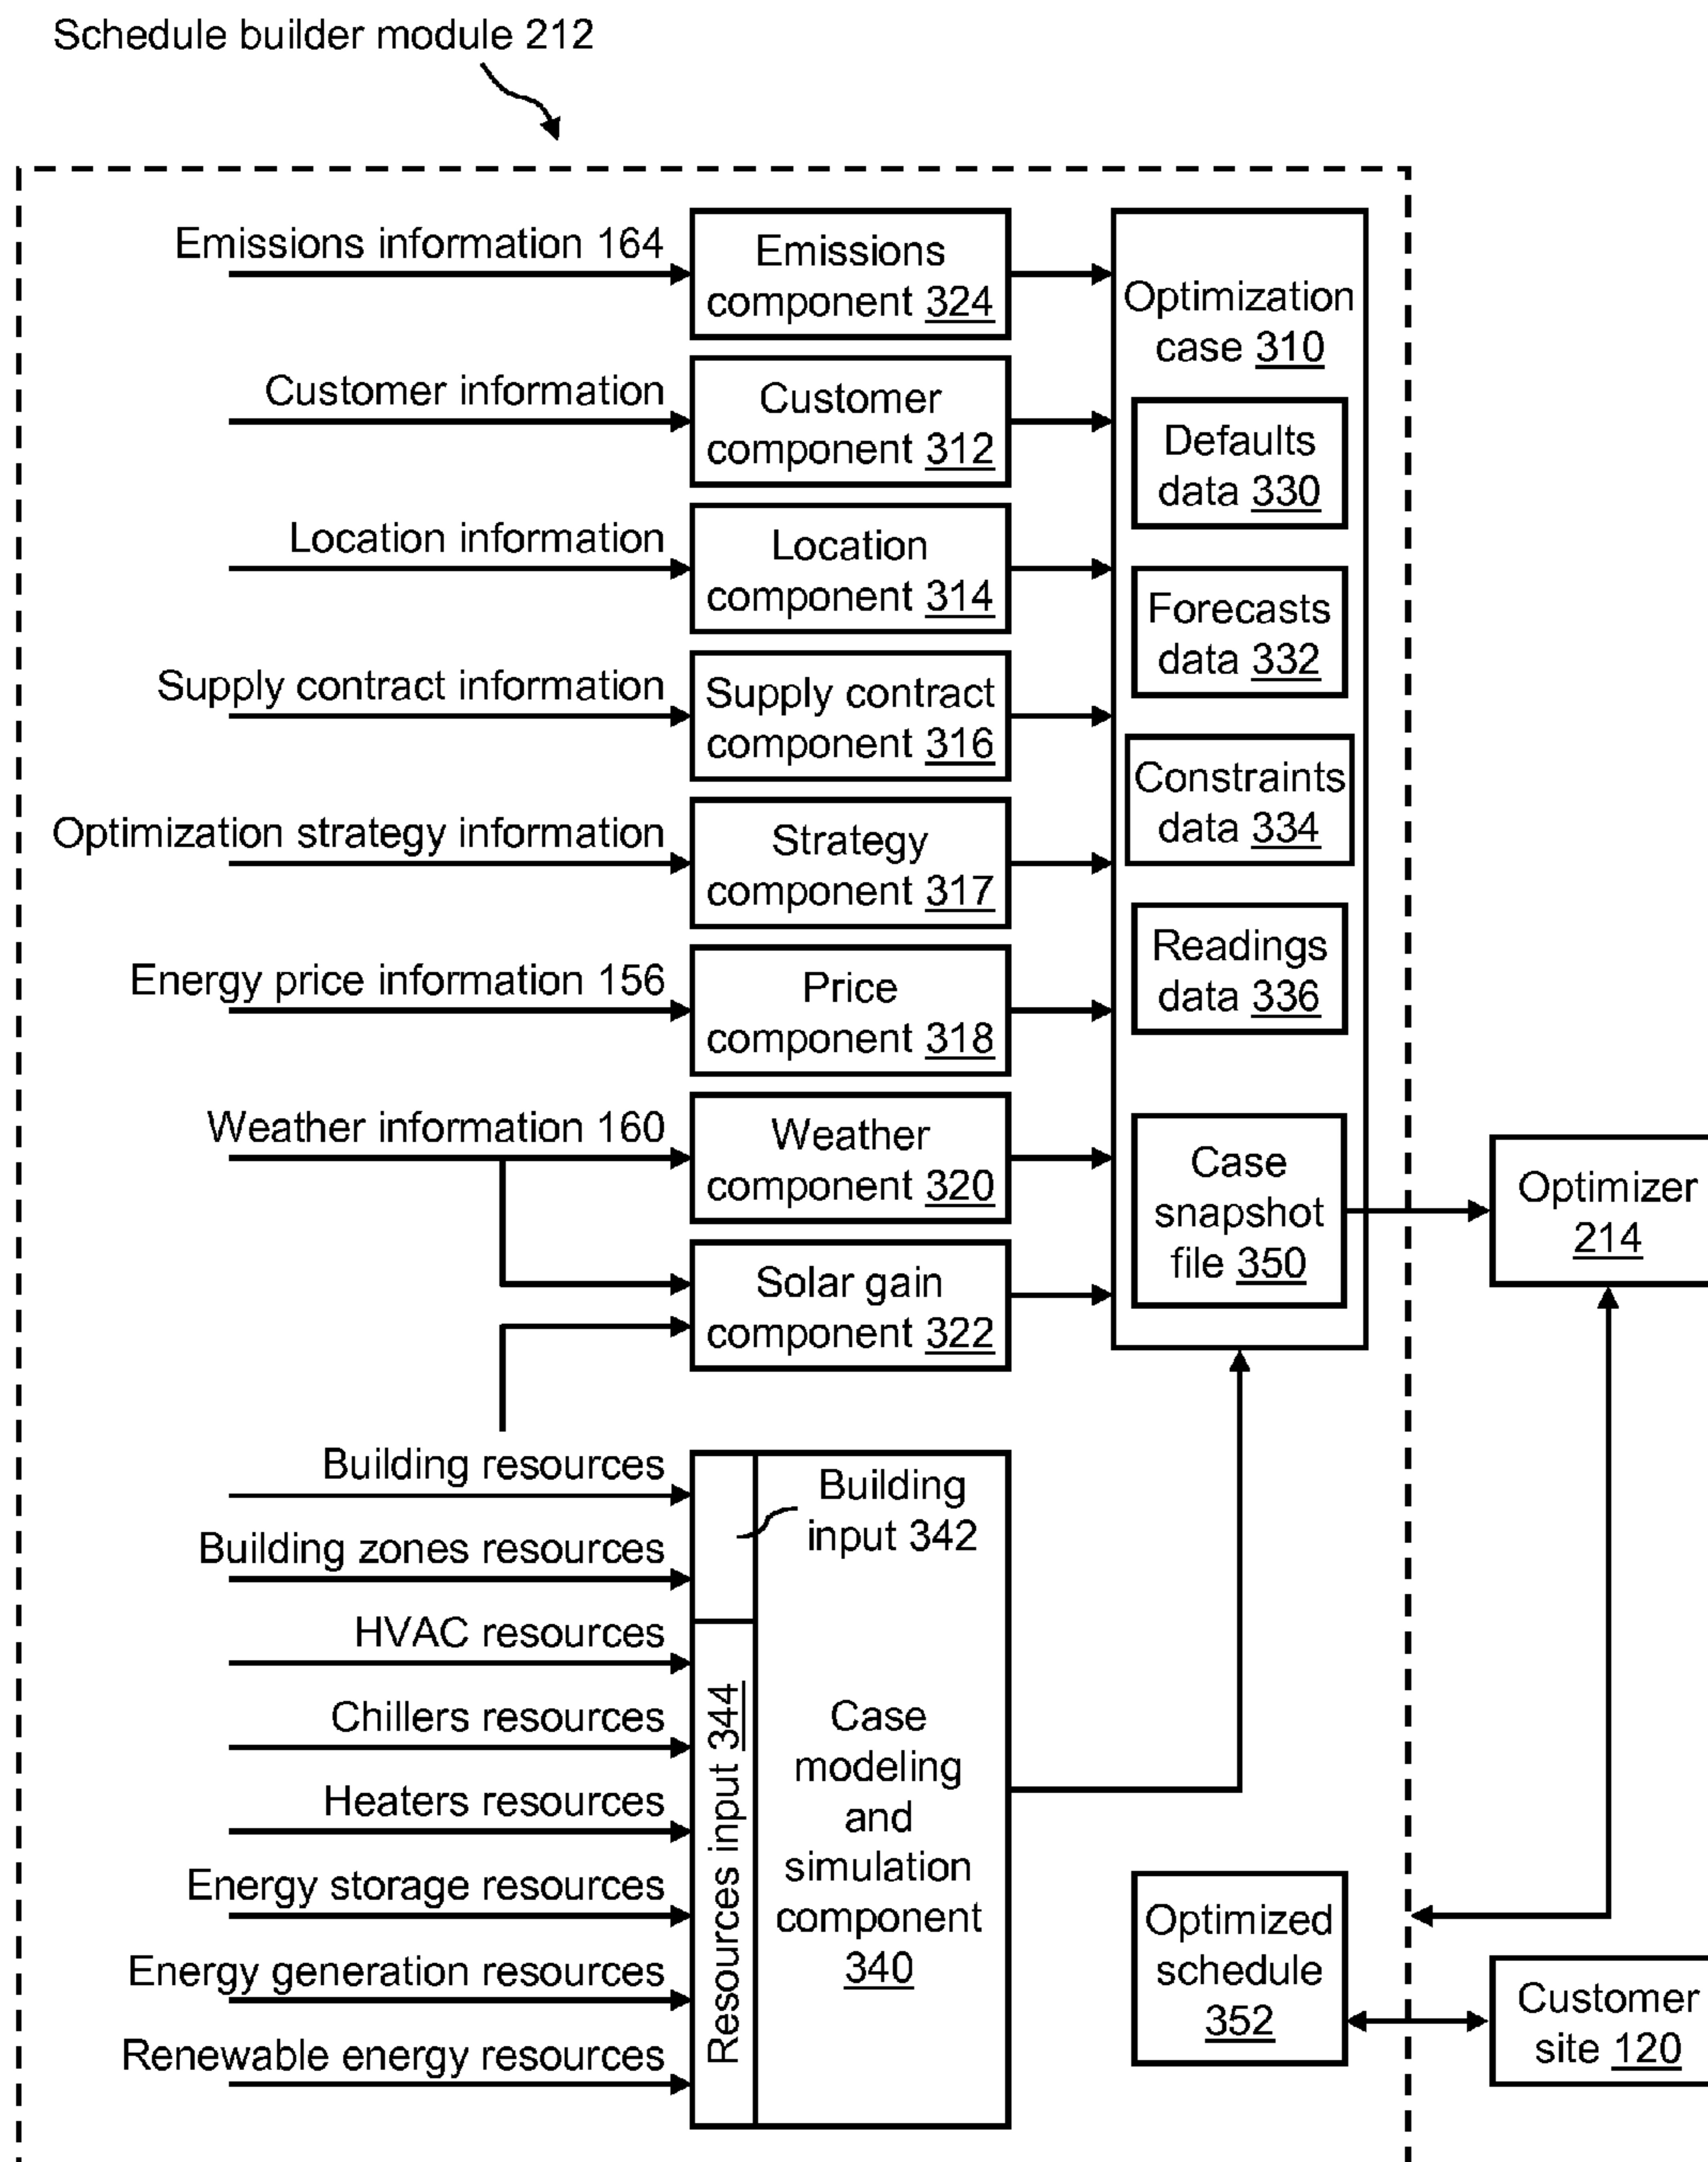 Schedule builder module 212
Emissions information 164
Emissions
component 324
Customer information
Customer
component 312
Location information
Location
component 314
Supply contract information
Supply contract
component 316
Optimization strategy information
Strategy
component 317
Energy price information 156
Price
component 318
Weather information 160
Weather
component 320
Solar gain
component 322
Optimization
case 310
Defaults
data 330
Forecasts
data 332
Constraints
data 334
Readings
data 336
Case
snapshot
file 350
Optimizer
214
Building resources
Building zones resources
HVAC resources
Chillers resources
Heaters resources
Energy storage resources
Energy generation resources
Renewable energy resources
Building
input 342
Resources input 344
Case
modeling
and
simulation
component
340
Optimized
schedule
352
Customer
site 120